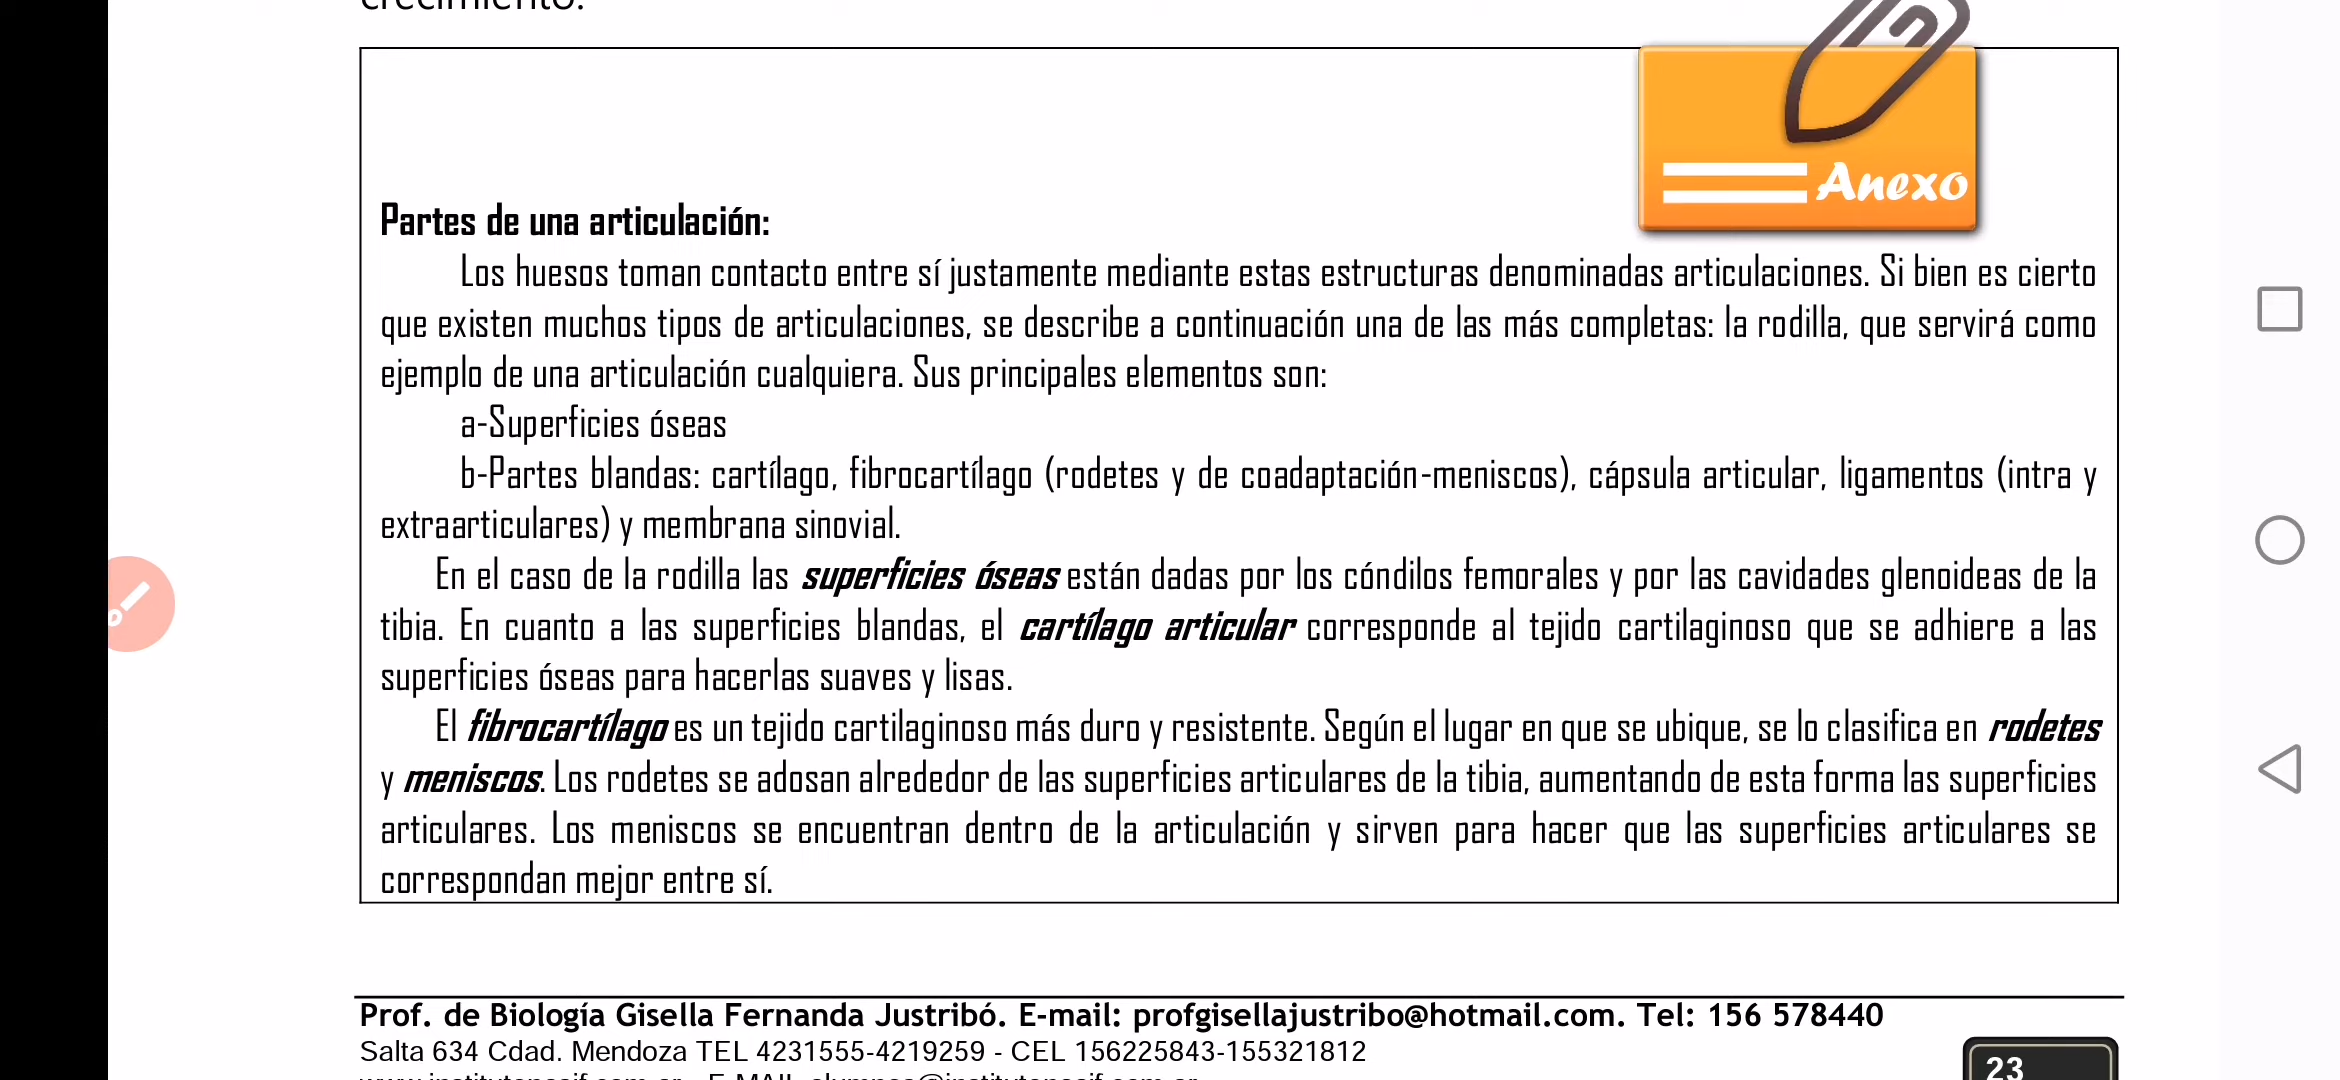 crecimiento.
Anexo
Partes de una articulación:
Los huesos toman contacto entre sí justamente mediante estas estructuras denominadas articulaciones. Si bien es cierto
que existen muchos tipos de articulaciones, se describe a continuación una de las más completas: la rodilla, que servirá como
ejemplo de una articulación cualquiera. Sus principales elementos son:
a-Superficies óseas
b-Partes blandas: cartílago, fibrocartílago (rodetes y de coadaptación-meniscos), cápsula articular, ligamentos (intra y
extraarticulares) y membrana sinovial.
En el caso de la rodilla las superficies óseas están dadas por los cóndilos femorales y por las cavidades glenoideas de la
tibia. En cuanto a las superficies blandas, el cartílago articular corresponde al tejido cartilaginoso que se adhiere a las
superficies óseas para hacerlas suaves y lisas.
El fibrocartílago es un tejido cartilaginoso más duro y resistente. Según el lugar en que se ubique, se lo clasifica en rodetes
y meniscos. Los rodetes se adosan alrededor de las superficies articulares de la tibia, aumentando de esta forma las superficies
articulares. Los meniscos se encuentran dentro de la articulación y sirven para hacer que las superficies articulares se
correspondan mejor entre sí.
Prof. de Biología Gisella Fernanda Justribó. E-mail: profgisellajustribo@hotmail.com. Tel: 156 578440
Salta 634 Cdad. Mendoza TEL 4231555-4219259 - CEL 156225843-155321812
23